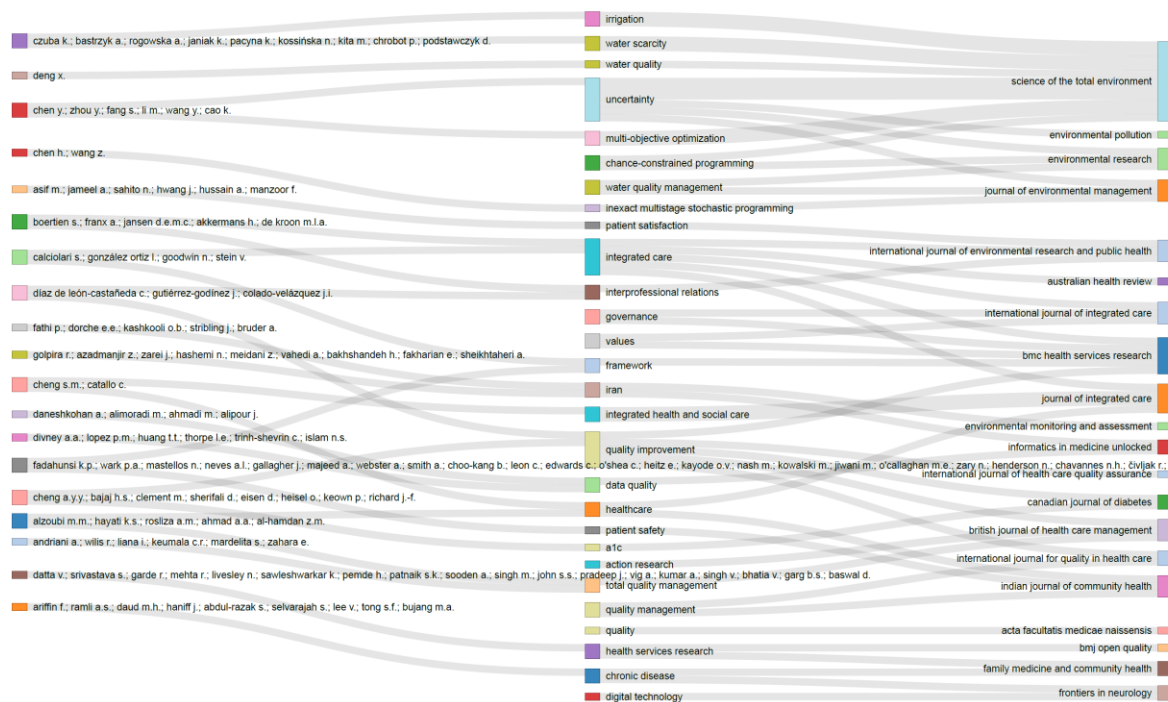 czuba k.; bastrzyk a.; rogowska a.; janiak k.; pacyna k.; kossińska n.; kita m.; chrobot p.; podstawczyk d.
deng x.
chen y.; zhou y.; fang s.; li m.; wang y.; cao k.
chen h.; wang z.
asif m.; jameel a.; sahito n.; hwang j.; hussain a.; manzoor f.
boertien s.; franx a.; jansen d.e.m.c.; akkermans h.; de kroon m.l.a.
calciolari s.; gonzález ortiz l.; goodwin n.; stein v.
díaz de león-castañeda c.; gutiérrez-godínez j.; colado-velázquez j.i.
fathi p.; dorche e.e.; kashkooli o.b.; stribling j.; bruder a.
golpira r.; azadmanjir z.; zarei j.; hashemi n.; meidani z.; vahedi a.; bakhshandeh h.; fakharian e.; sheikhtaheri a.
cheng s.m.; catallo c.
daneshkohan a.; alimoradi m.; ahmadi m.; alipour j.
divney a.a.; lopez p.m.; huang t.t.; thorpe l.e.; trinh-shevrin c.; islam n.s.
fadahunsi k.p.; wark p.a.; mastellos n.; neves a.l.; gallagher j.; majeed a.; webster a.; smith a.; choo-kang b.; leon c.; edwards c.; o'shea c.; heitz e.; kayode o.v.; nash m.; kowalski m.; jiwani m.; o'callaghan m.e.; zary n.; henderson n.; chavannes n.h.; čivljak r.;
cheng a.y.y.; bajaj h.s.; clement m.; sherifali d.; eisen d.; heisel o.; keown p.; richard j.-f.
alzoubi m.m.; hayati k.s.; rosliza a.m.; ahmad a.a.; al-hamdan z.m.
andriani a.; wilis r.; liana i.; keumala c.r.; mardelita s.; zahara e.
datta v.; srivastava s.; garde r.; mehta r.; livesley n.; sawleshwarkar k.; pemde h.; patnaik s.k.; sooden a.; singh m.; john s.s.; pradeep j.; vig a.; kumar a.; singh v.; bhatia v.; garg b.s.; baswal d.
ariffin f.; ramli a.s.; daud m.h.; haniff j.; abdul-razak s.; selvarajah s.; lee v.; tong s.f.; bujang m.a.
irrigation
water scarcity
water quality
uncertainty
multi-objective optimization
chance-constrained programming
water quality management
inexact multistage stochastic programming
patient satisfaction
integrated care
interprofessional relations
governance
values
framework
iran
integrated health and social care
quality improvement
data quality
healthcare
patient safety
a1c
action research
total quality management
quality management
quality
health services research
chronic disease
digital technology
science of the total environment
environmental pollution
environmental research
journal of environmental management
international journal of environmental research and public health
australian health review
international journal of integrated care
bmc health services research
journal of integrated care
environmental monitoring and assessment
informatics in medicine unlocked
international journal of health care quality assurance
canadian journal of diabetes
british journal of health care management
international journal for quality in health care
indian journal of community health
acta facultatis medicae naissensis
bmj open quality
family medicine and community health
frontiers in neurology